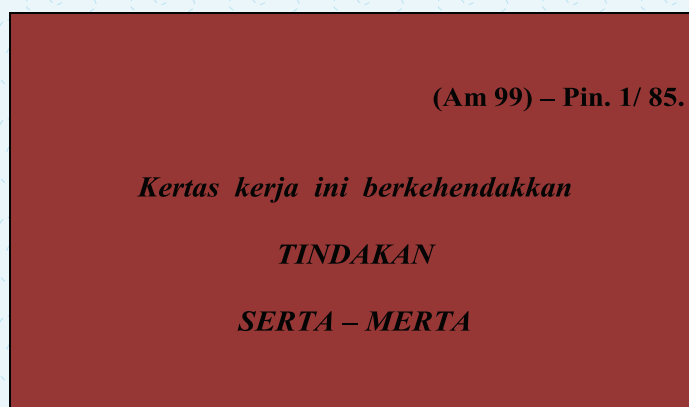 (Am 99) – Pin. 1/ 85.
Kertas kerja ini berkehendakkan
TINDAKAN
SERTA – MERTA